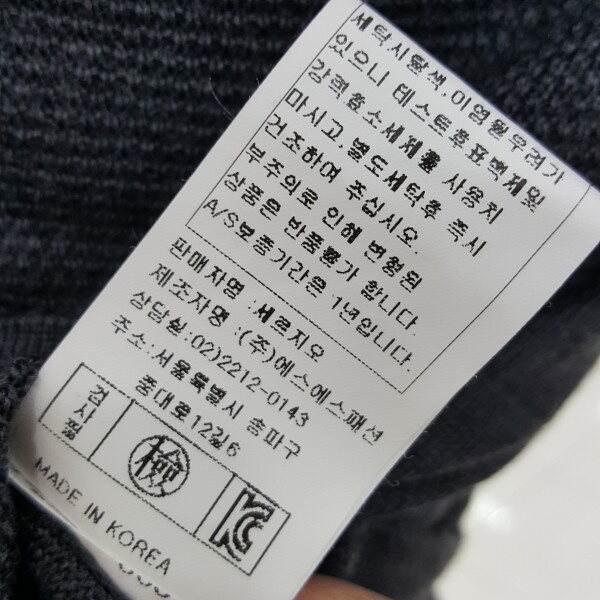 세탁시탈색,이염될우려가
있으니 테스트후표백제및
강력효소세제를 사용치
마시고,별도세탁후 즉시
건조하여 주십시오.
부주의로 인해 변형된
상품은 반품불가 합니다.
A/S보증기간은 1년입니다.
판매자염 : 세르지오
제조자명 :(주)에스에스패션
상담실:02)2212-0143
주소:서울특별시 송파구
중대로12길6
검사필 檢
MADE IN KOREA